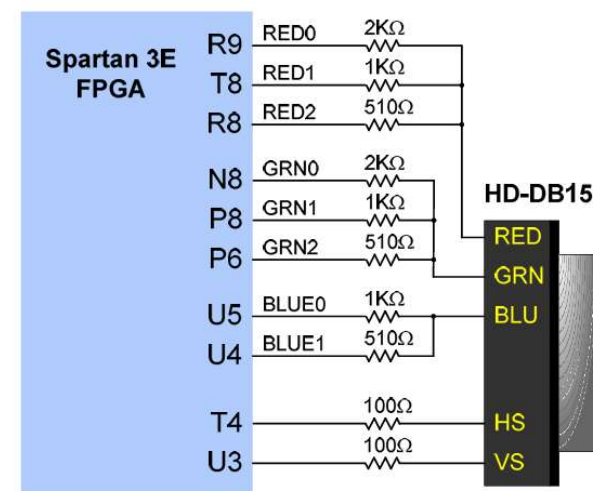 Spartan 3E
FPGA
R9 RED0 2KΩ
T8 RED1 1KΩ
R8 RED2 510Ω
N8 GRN0 2KΩ
P8 GRN1 1KΩ
P6 GRN2 510Ω
U5 BLUE0 1KΩ
U4 BLUE1 510Ω
T4 100Ω
U3 100Ω
HD-DB15
RED
GRN
BLU
HS
VS